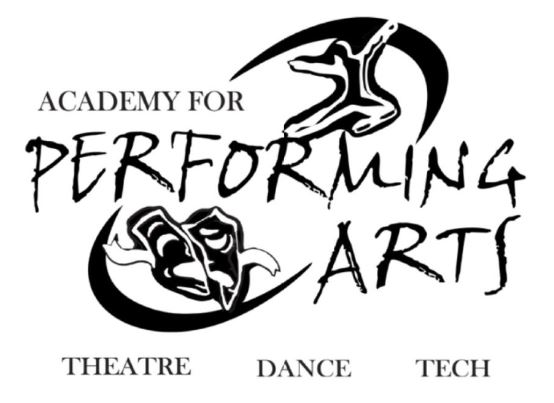 ACADEMY FOR
PERFORMING
ARTS
THEATRE DANCE TECH